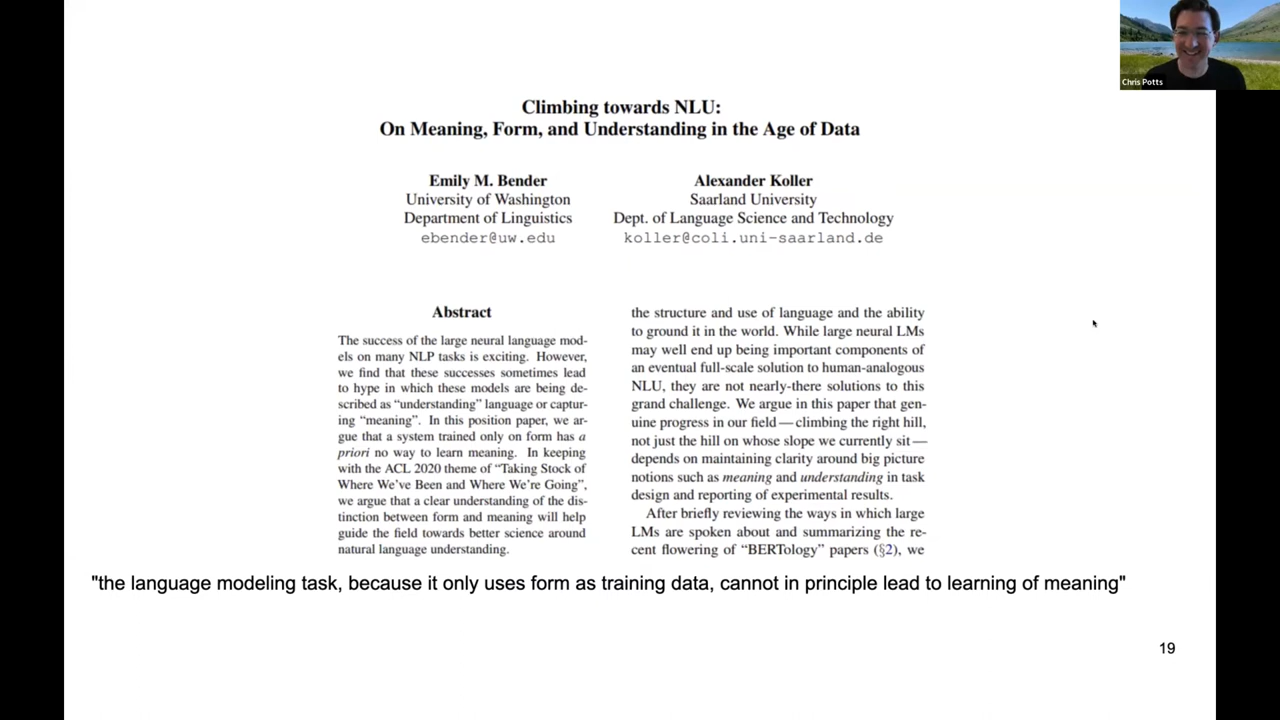 Chris Potts
Climbing towards NLU:
On Meaning, Form, and Understanding in the Age of Data
Emily M. Bender
University of Washington
Department of Linguistics
ebender@uw.edu
Alexander Koller
Saarland University
Dept. of Language Science and Technology
koller@coli.uni-saarland.de
Abstract
The success of the large neural language mod-
els on many NLP tasks is exciting. However,
we find that these successes sometimes lead
to hype in which these models are being de-
scribed as “understanding” language or captur-
ing “meaning”. In this position paper, we ar-
gue that a system trained only on form has a
priori no way to learn meaning. In keeping
with the ACL 2020 theme of “Taking Stock of
Where We’ve Been and Where We’re Going”,
we argue that a clear understanding of the dis-
tinction between form and meaning will help
guide the field towards better science around
natural language understanding.
the structure and use of language and the ability
to ground it in the world. While large neural LMs
may well end up being important components of
an eventual full-scale solution to human-analogous
NLU, they are not nearly-there solutions to this
grand challenge. We argue in this paper that gen-
uine progress in our field — climbing the right hill,
not just the hill on whose slope we currently sit —
depends on maintaining clarity around big picture
notions such as meaning and understanding in task
design and reporting of experimental results.
After briefly reviewing the ways in which large
LMs are spoken about and summarizing the re-
cent flowering of “BERTology” papers (§2), we
"the language modeling task, because it only uses form as training data, cannot in principle lead to learning of meaning"
19